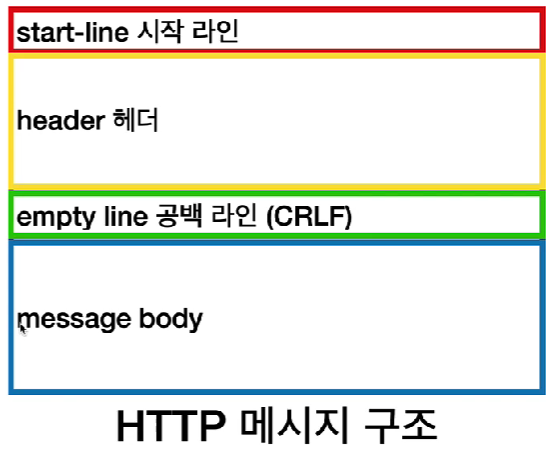 start-line 시작 라인
header 헤더
empty line 공백 라인 (CRLF)
message body
HTTP 메시지 구조